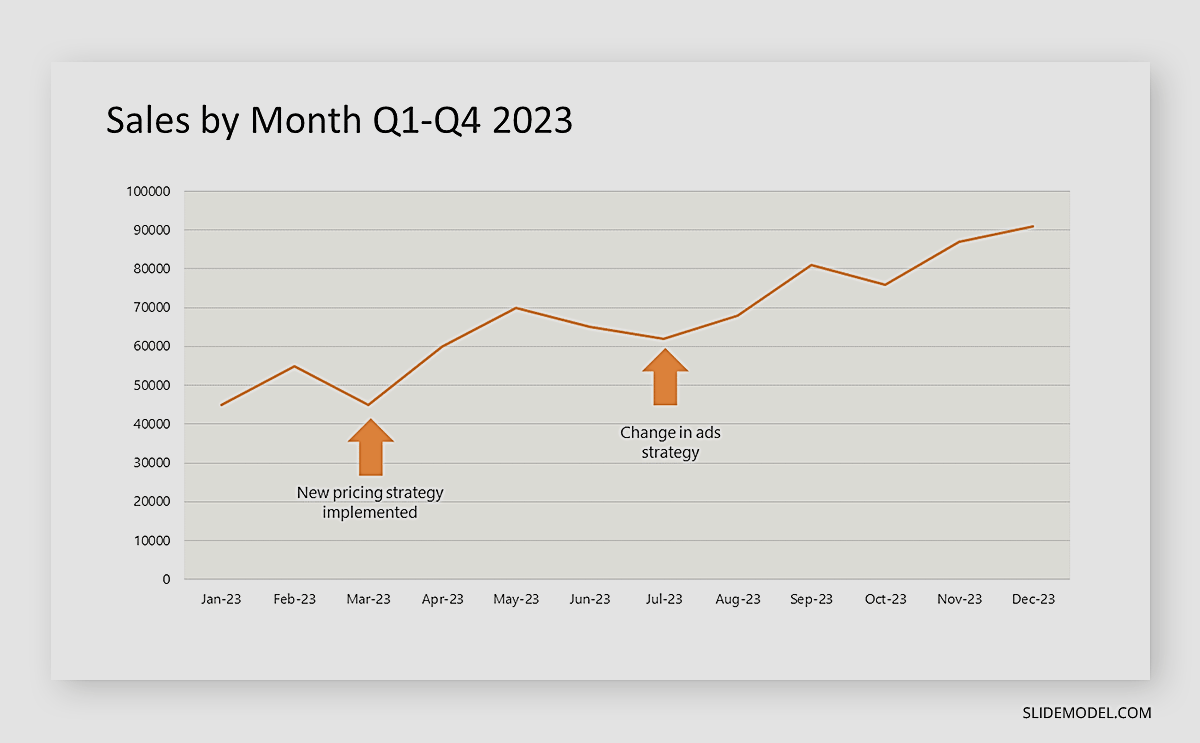 Sales by Month Q1-Q4 2023
100000
90000
80000
70000
60000
50000
40000
30000
20000
10000
0
Change in ads
strategy
New pricing strategy
implemented
Jan-23 Feb-23 Mar-23 Apr-23 May-23 Jun-23 Jul-23 Aug-23 Sep-23 Oct-23 Nov-23 Dec-23
SLIDEMODEL.COM